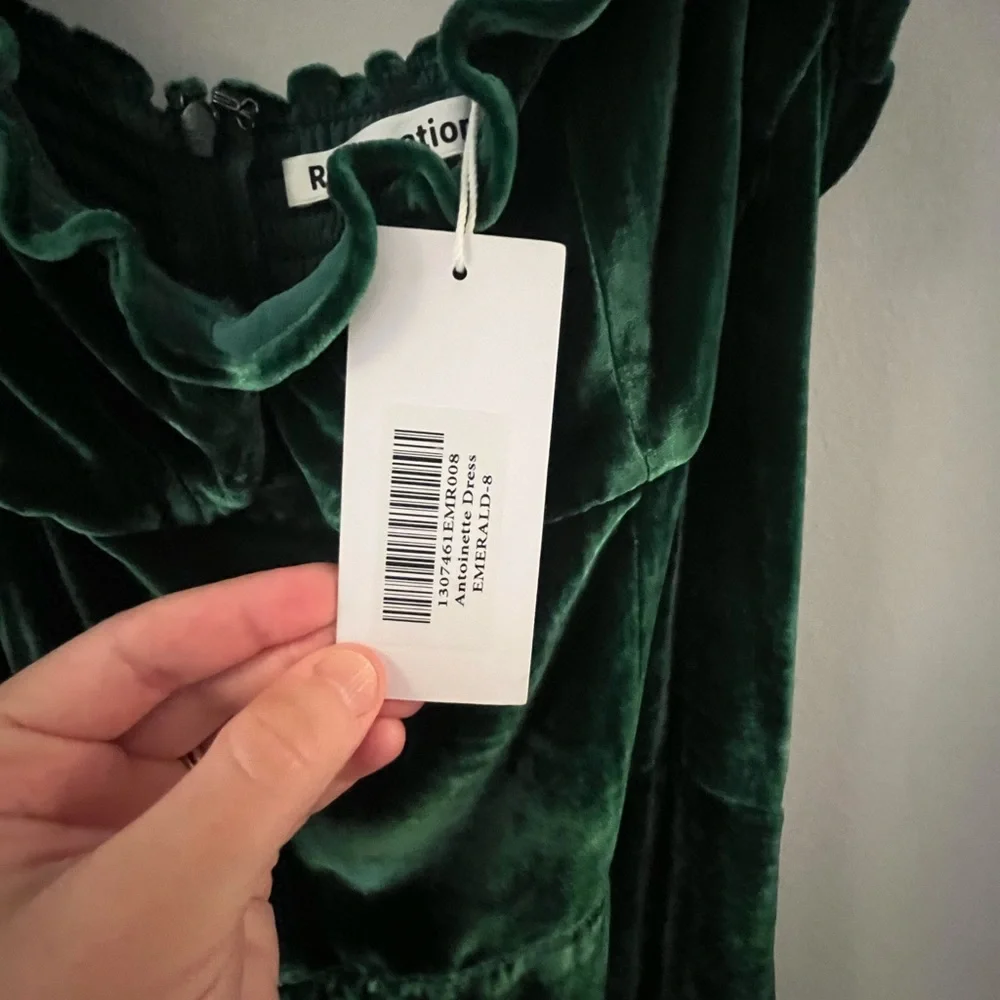 1307461EMR008
Antoinette Dress
EMERALD-8